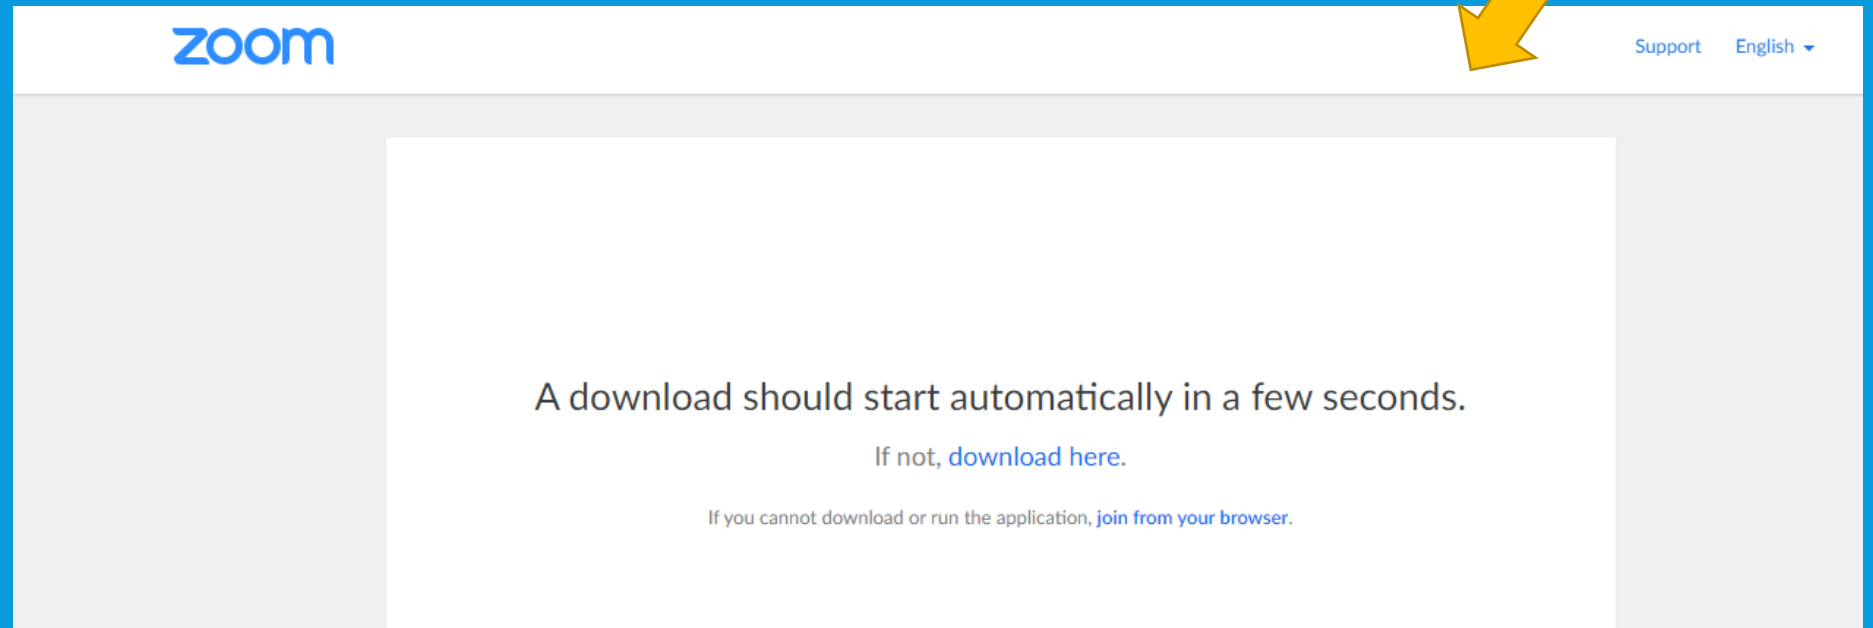 zoom
Support English
A download should start automatically in a few seconds.
If not, download here.
If you cannot download or run the application, join from your browser.